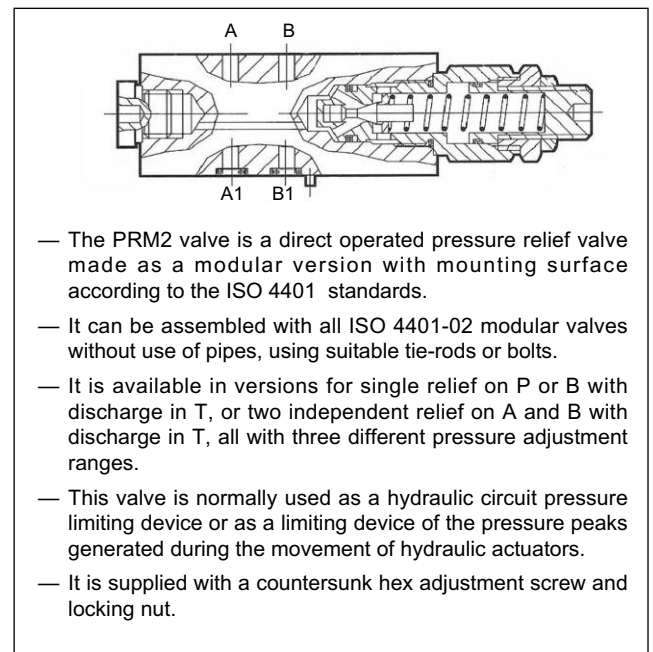 A B
A1 B1
— The PRM2 valve is a direct operated pressure relief valve
made as a modular version with mounting surface
according to the ISO 4401 standards.
— It can be assembled with all ISO 4401-02 modular valves
without use of pipes, using suitable tie-rods or bolts.
— It is available in versions for single relief on P or B with
discharge in T, or two independent relief on A and B with
discharge in T, all with three different pressure adjustment
ranges.
— This valve is normally used as a hydraulic circuit pressure
limiting device or as a limiting device of the pressure peaks
generated during the movement of hydraulic actuators.
— It is supplied with a countersunk hex adjustment screw and
locking nut.